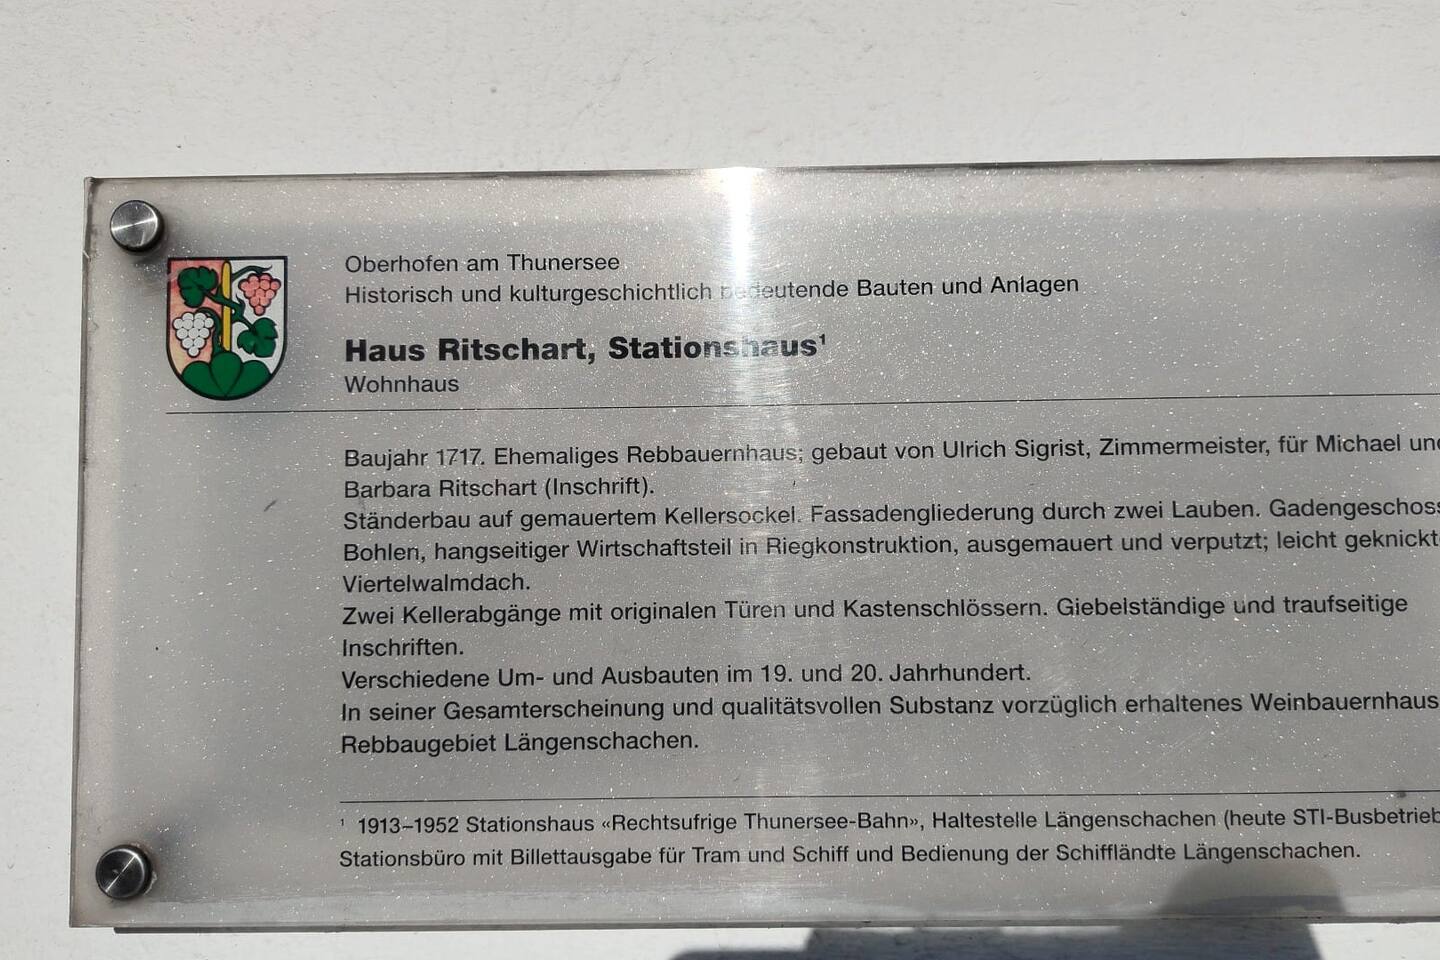 Oberhofen am Thunersee
Historisch und kulturgeschichtlich bedeutende Bauten und Anlagen
Haus Ritschart, Stationshaus¹
Wohnhaus
Baujahr 1717. Ehemaliges Rebbauernhaus; gebaut von Ulrich Sigrist, Zimmermeister, für Michael und
Barbara Ritschart (Inschrift).
Ständerbau auf gemauertem Kellersockel. Fassadengliederung durch zwei Lauben. Gadengeschoss
Bohlen, hangseitiger Wirtschaftsteil in Riegkonstruktion, ausgemauert und verputzt; leicht geknickt
Viertelwalmdach.
Zwei Kellerabgänge mit originalen Türen und Kastenschlössern. Giebelständige und traufseitige
Inschriften.
Verschiedene Um- und Ausbauten im 19. und 20. Jahrhundert.
In seiner Gesamterscheinung und qualitätsvollen Substanz vorzüglich erhaltenes Weinbauernhaus
Rebbaugebiet Längenschachen.
¹ 1913–1952 Stationshaus «Rechtsufrige Thunersee-Bahn», Haltestelle Längenschachen (heute STI-Busbetrieb
Stationsbüro mit Billettausgabe für Tram und Schiff und Bedienung der Schiffländte Längenschachen.